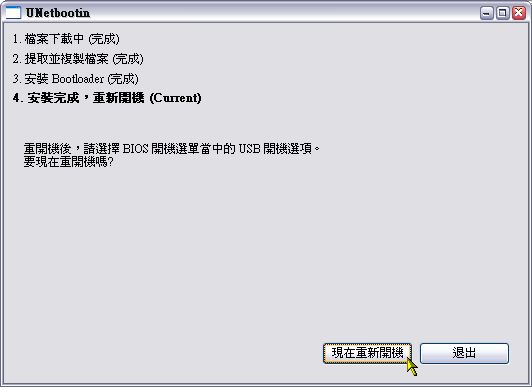 UNetbootin
1. 檔案下載中 (完成)
2. 提取並複製檔案 (完成)
3. 安裝 Bootloader (完成)
4. 安裝完成，重新開機 (Current)
重開機後，請選擇 BIOS 開機選單當中的 USB 開機選項。
要現在重開機嗎?
現在重新開機
退出